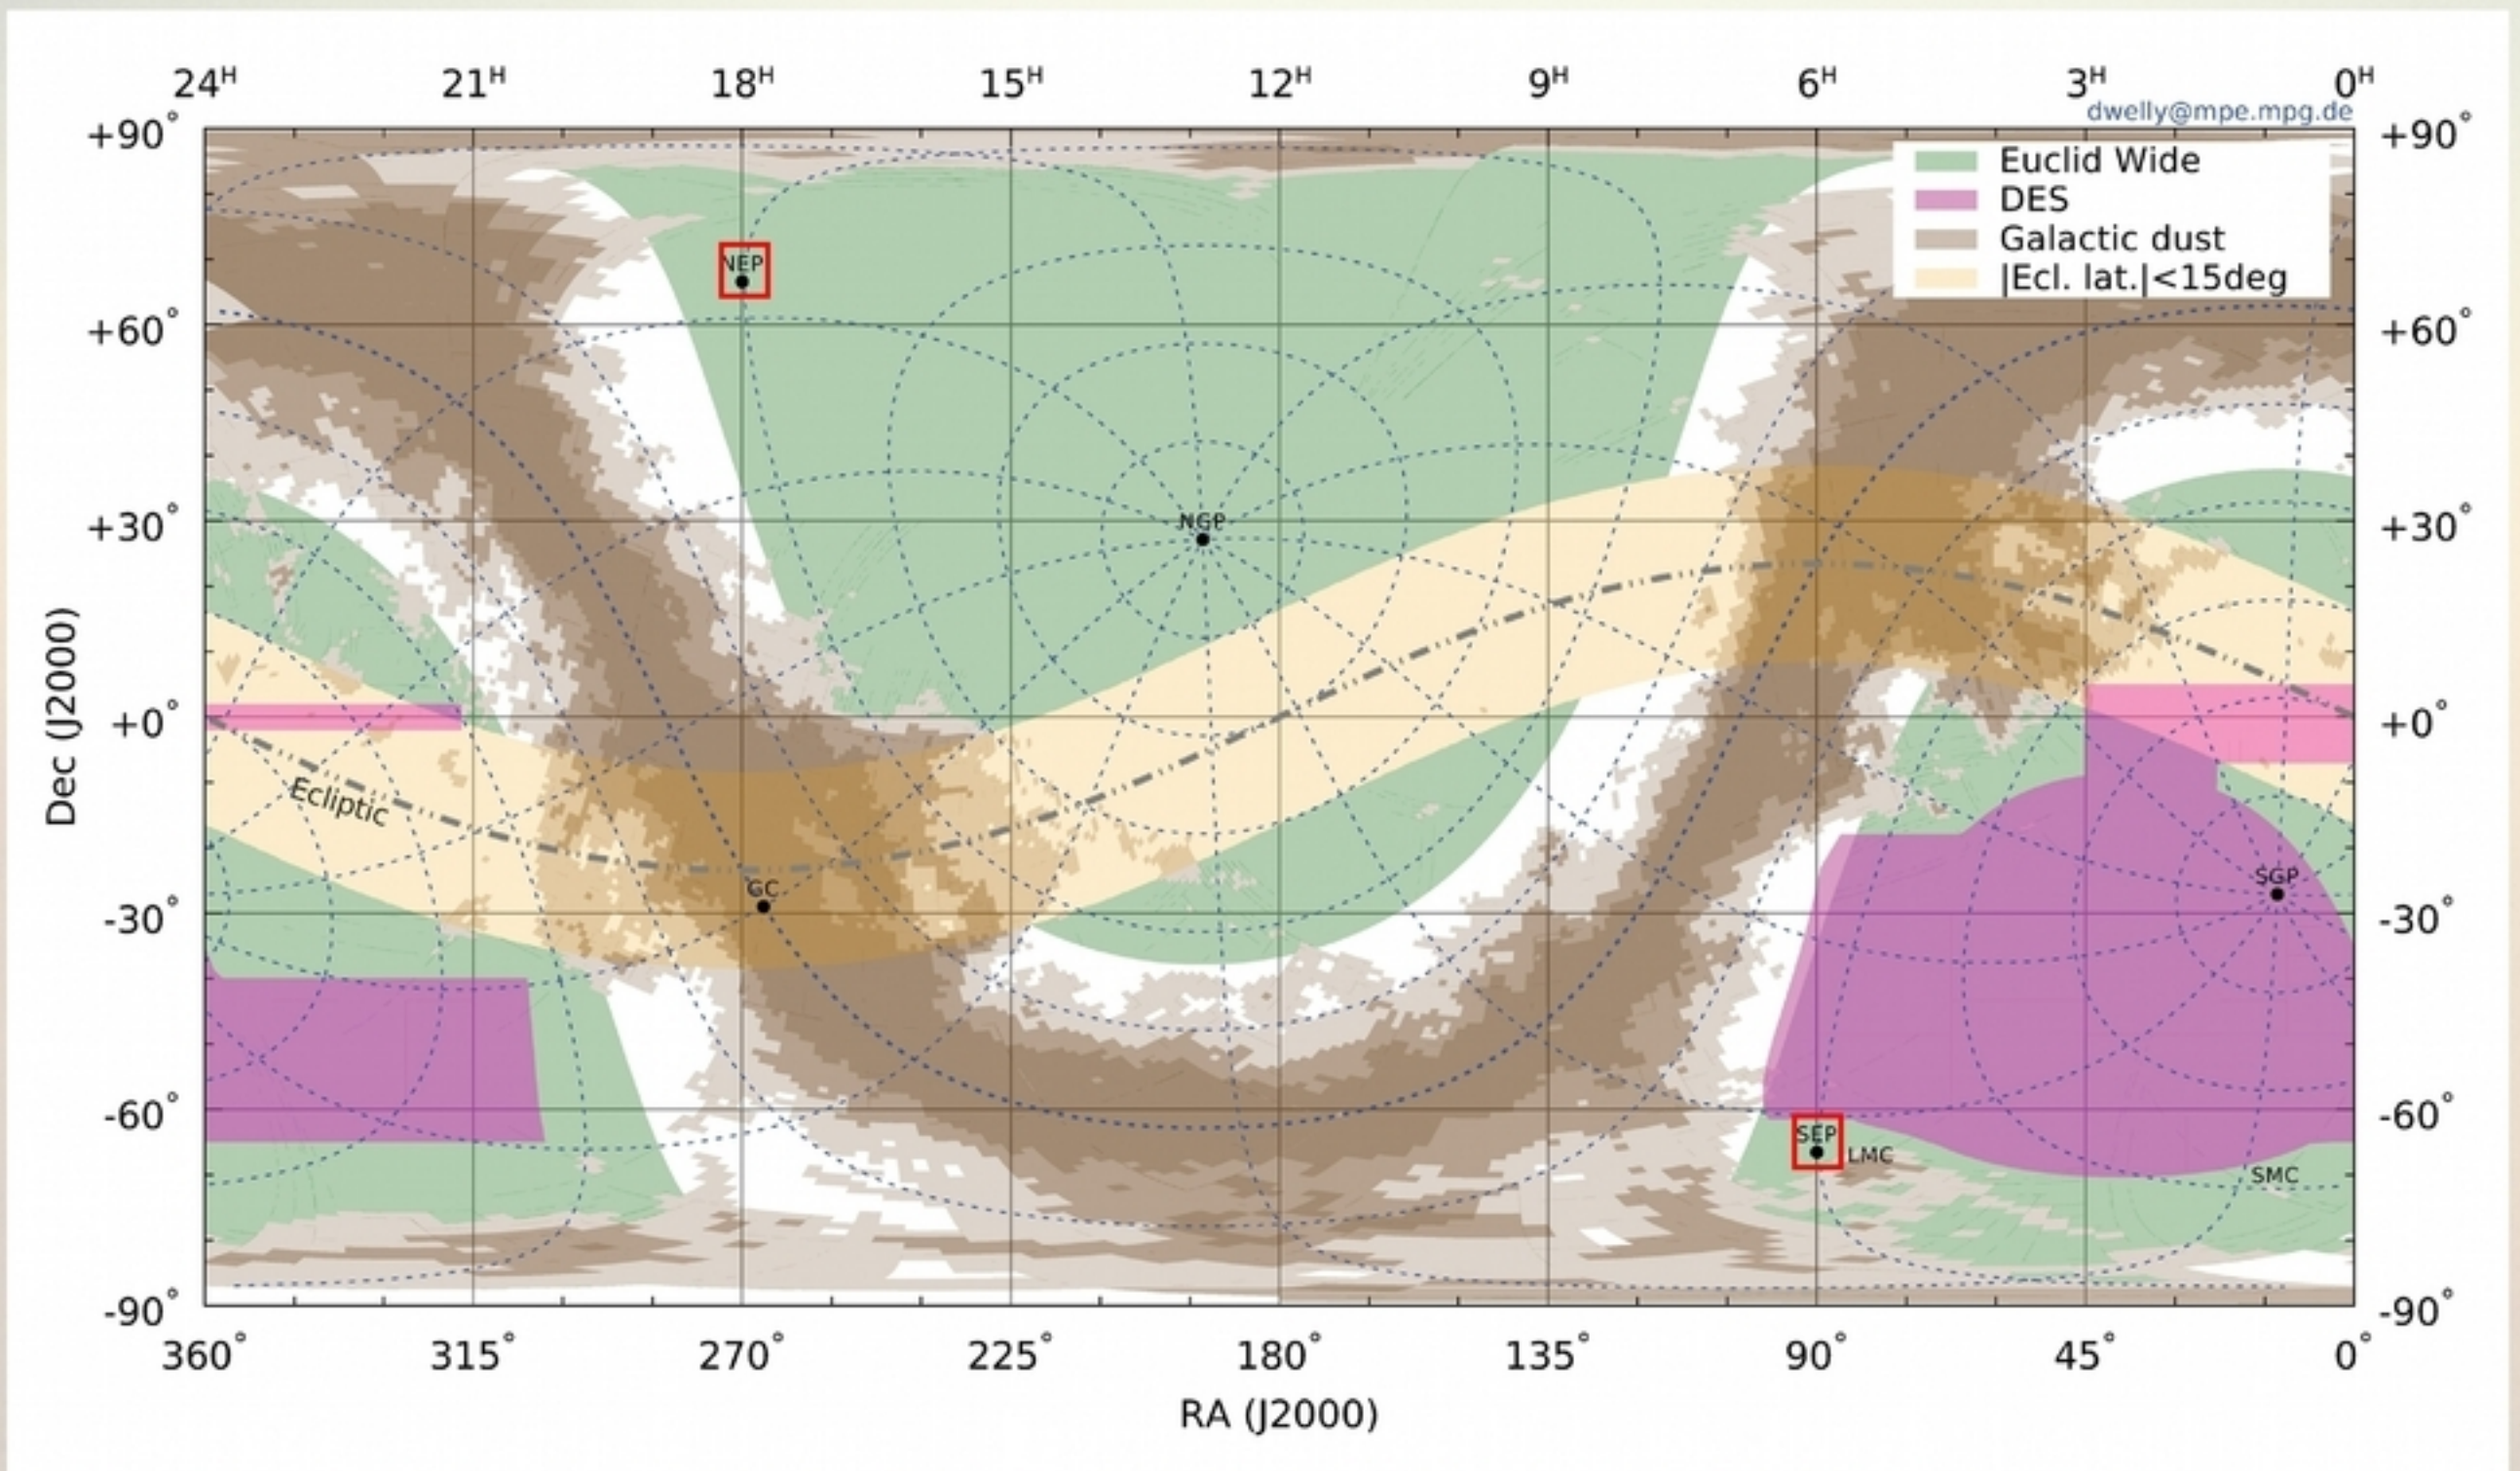 24H 21H 18H 15H 12H 9H 6H 3H 0H
dwelly@mpe.mpg.de
+90° +90°
Euclid Wide
DES
Galactic dust
|Ecl. lat.|<15deg
NEP
+60° +60°
NGP
+30° +30°
+0° +0°
Dec (J2000)
Ecliptic
GC
SGP
-30° -30°
-60° -60°
SEP
LMC
SMC
-90° -90°
360° 315° 270° 225° 180° 135° 90° 45° 0°
RA (J2000)